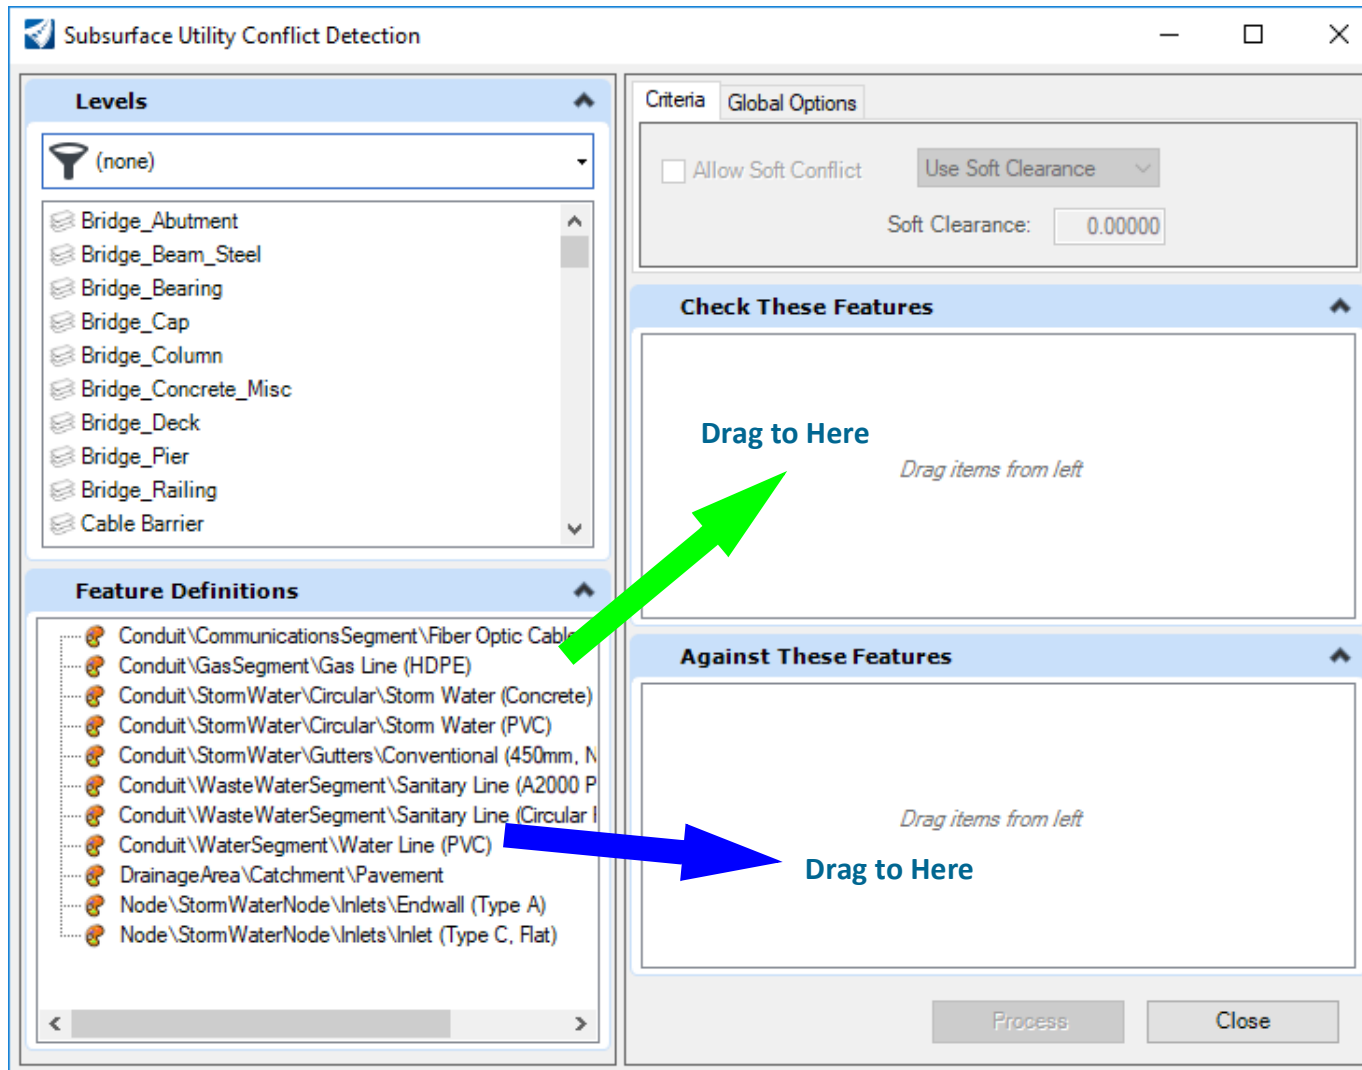 Subsurface Utility Conflict Detection
Levels
(none)
Bridge_Abutment
Bridge_Beam_Steel
Bridge_Bearing
Bridge_Cap
Bridge_Column
Bridge_Concrete_Misc
Bridge_Deck
Bridge_Pier
Bridge_Railing
Cable Barrier
Feature Definitions
Conduit\CommunicationsSegment\Fiber Optic Cable
Conduit\GasSegment\Gas Line (HDPE)
Conduit\StormWater\Circular\Storm Water (Concrete)
Conduit\StormWater\Circular\Storm Water (PVC)
Conduit\StormWater\Gutters\Conventional (450mm, N
Conduit\WasteWaterSegment\Sanitary Line (A2000 P
Conduit\WasteWaterSegment\Sanitary Line (Circular
Conduit\WaterSegment\Water Line (PVC)
DrainageArea\Catchment\Pavement
Node\StormWaterNode\Inlets\Endwall (Type A)
Node\StormWaterNode\Inlets\Inlet (Type C, Flat)
Criteria Global Options
Allow Soft Conflict Use Soft Clearance
Soft Clearance: 0.00000
Check These Features
Drag to Here
Drag items from left
Against These Features
Drag items from left
Drag to Here
Process Close